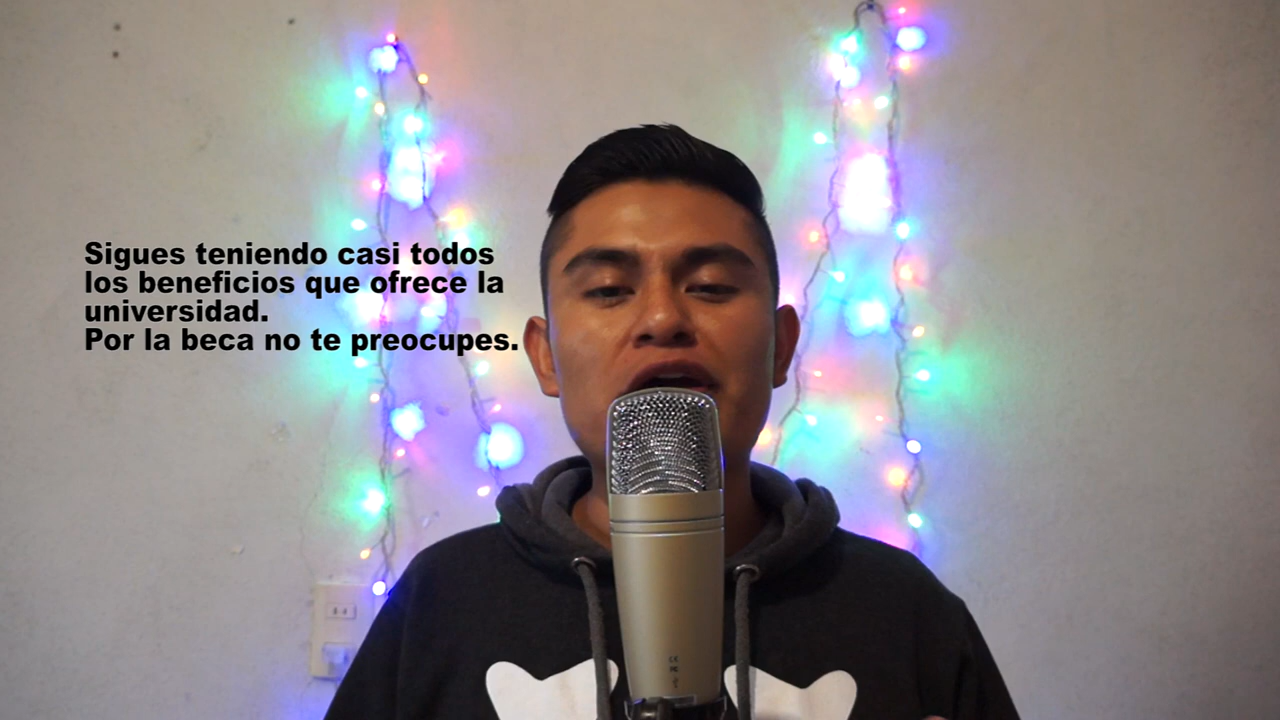 Sigues teniendo casi todos
los beneficios que ofrece la
universidad.
Por la beca no te preocupes.